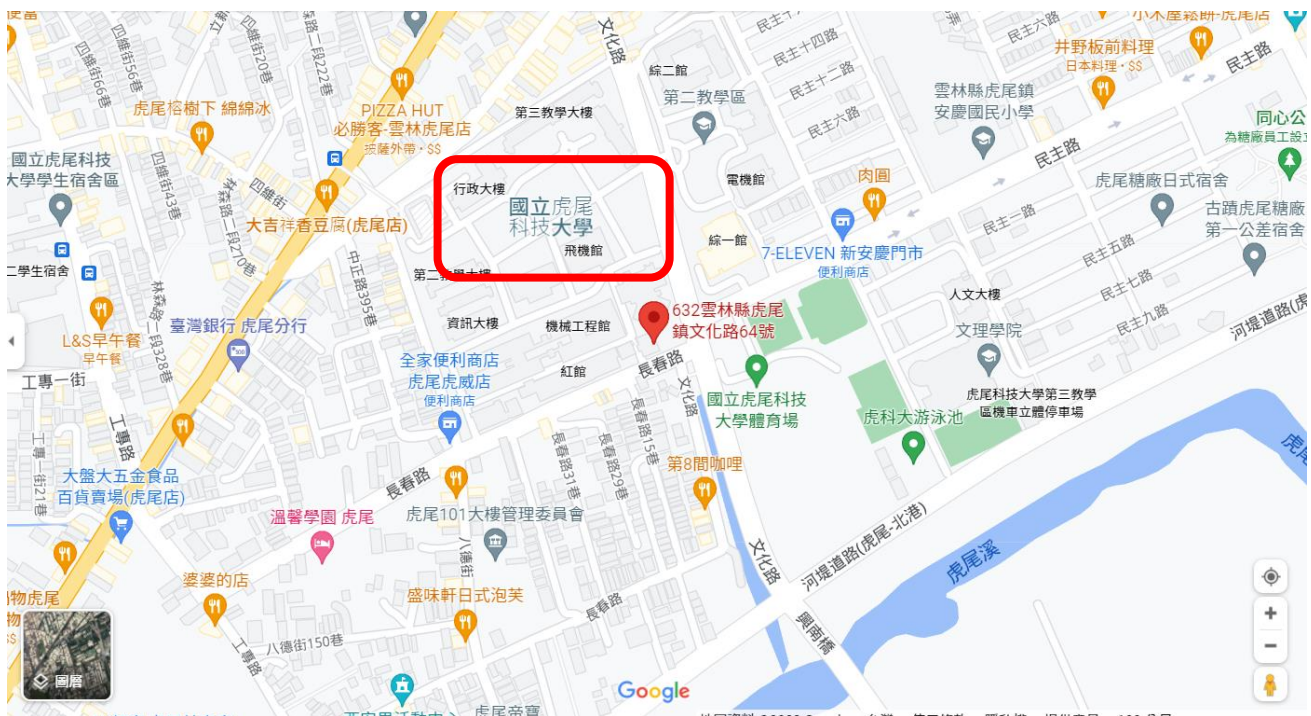 四維街56巷
四維街66巷
四維街20巷
文化路
綜二館
民主十四路
民主十二路
民主六路
民主六路
小木屋鬆餅-虎尾店
井野板前料理
日本料理・$$
民主路
虎尾榕樹下 綿綿冰
PIZZA HUT
必勝客-雲林虎尾店
披薩外帶・$$
第三教學大樓
第二教學區
雲林縣虎尾鎮
安慶國民小學
同心公
為糖廠員工設立
國立虎尾科技
大學學生宿舍區
四維街43巷
四維街
行政大樓
國立虎尾
科技大學
飛機館
電機館
肉圓
民主路
虎尾糖廠日式宿舍
古蹟虎尾糖廠
第一公差宿舍
大吉祥香豆腐(虎尾店)
綜一館
7-ELEVEN 新安慶門市
便利商店
民主一路
民主五路
民主七路
民主九路
二學生宿舍
中正路395巷
第二教學大樓
人文大樓
文理學院
河堤道路(虎
L&S早午餐
早午餐
林森路一段328巷
臺灣銀行 虎尾分行
資訊大樓
機械工程館
632雲林縣虎尾
鎮文化路64號
工專一街
全家便利商店
虎尾虎威店
便利商店
紅館
長春路
文化路
國立虎尾科技
大學體育場
虎科大游泳池
虎尾科技大學第三教學
區機車立體停車場
工專路
工專一街21巷
長春路15巷
長春路29巷
長春路31巷
大盤大五金食品
百貨賣場(虎尾店)
長春路
第8間咖哩
溫馨學園 虎尾
虎尾101大樓管理委員會
八德街
文化路
河堤道路(虎尾-北港)
虎尾溪
婆婆的店
盛味軒日式泡芙
長春路
興南橋
工專路
八德街150巷
圖層
Google
虎尾帝寶